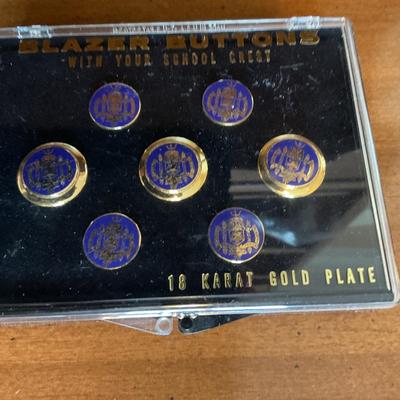 BLAZER BUTTONS
WITH YOUR SCHOOL CREST
18 KARAT GOLD PLATE